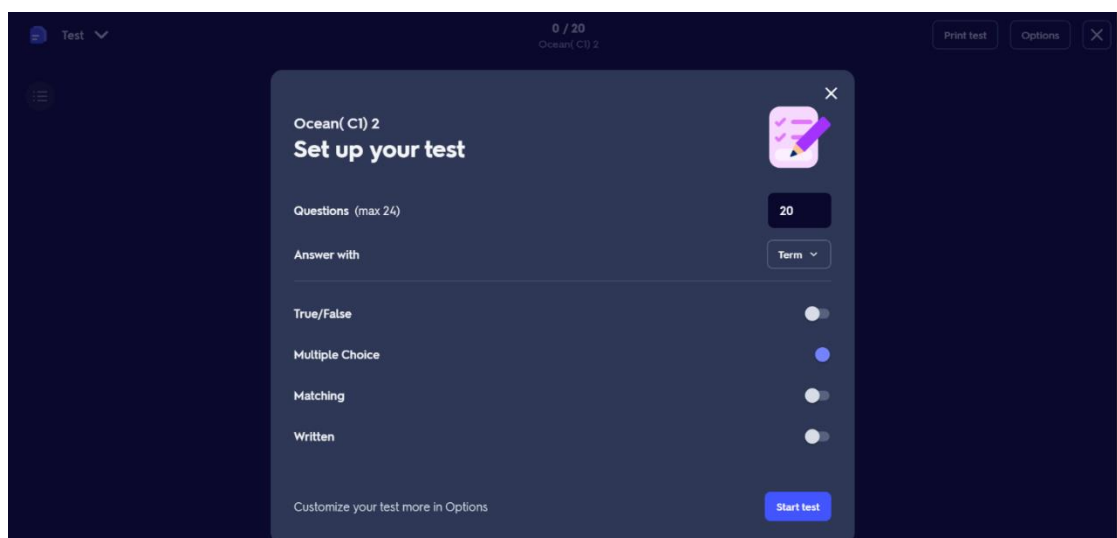 Test
0 / 20
Ocean( C1) 2
Print test
Options
Ocean( C1) 2
Set up your test
Questions (max 24)
20
Answer with
Term
True/False
Multiple Choice
Matching
Written
Customize your test more in Options
Start test